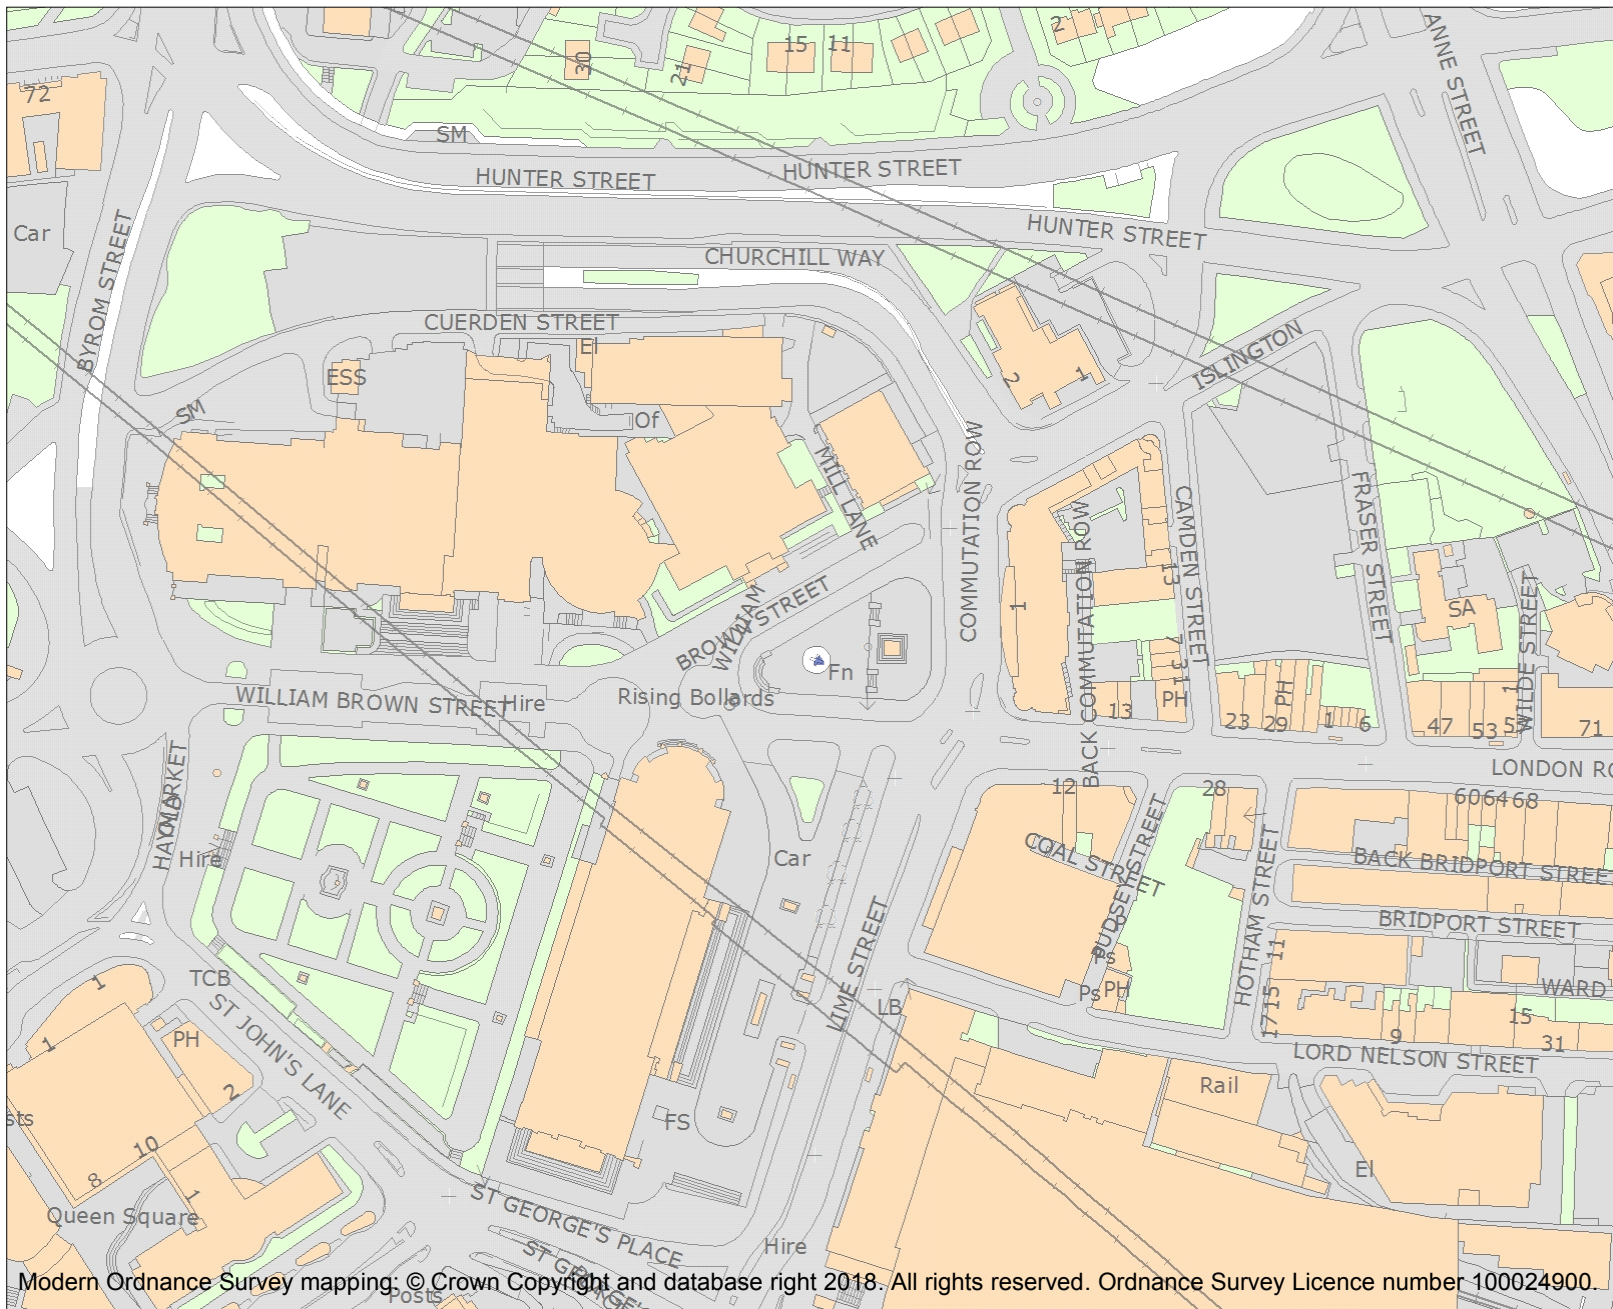 ANNE STREET
2
15
11
30
21
72
SM
HUNTER STREET
HUNTER STREET
HUNTER STREET
Car
BYROM STREET
CHURCHILL WAY
CUERDEN STREET
El
ISLINGTON
ESS
2
1
SM
Of
MILL LANE
COMMUTATION ROW
BACK COMMUTATION ROW
CAMDEN STREET
FRASER STREET
13
1
SA
WILDE STREET
WILLIAM
BROWN STREET
7
31
Fn
WILLIAM BROWN STREET
Hire
Rising Bollards
PH
PH
13
23
29
1
6
47
53
1
71
LONDON RO
HAYMARKET
12
28
60
64
68
Hire
Car
COAL STREET
PUDSEY STREET
HOTHAM STREET
BACK BRIDPORT STREE
BRIDPORT STREET
LIME STREET
11
TCB
1
Ps
Ps
PH
15
17
WARD
ST JOHN'S LANE
LB
PH
1
2
9
15
31
LORD NELSON STREET
Rail
sts
FS
10
8
1
El
Queen Square
ST GEORGE'S PLACE
Hire
Posts
Modern Ordnance Survey mapping: © Crown Copyright and database right 2018. All rights reserved. Ordnance Survey Licence number 100024900.